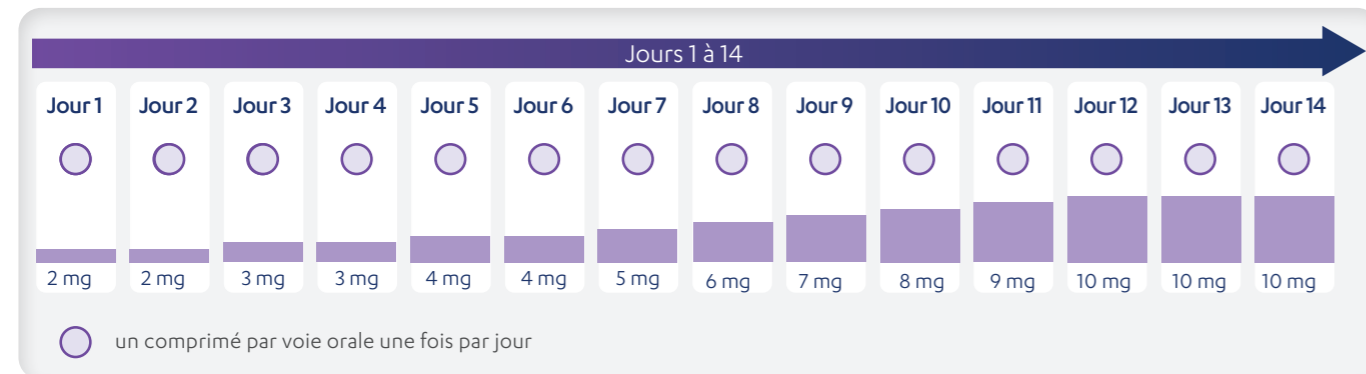 Jours 1 à 14
Jour 1 Jour 2 Jour 3 Jour 4 Jour 5 Jour 6 Jour 7 Jour 8 Jour 9 Jour 10 Jour 11 Jour 12 Jour 13 Jour 14
2 mg 2 mg 3 mg 3 mg 4 mg 4 mg 5 mg 6 mg 7 mg 8 mg 9 mg 10 mg 10 mg 10 mg
un comprimé par voie orale une fois par jour